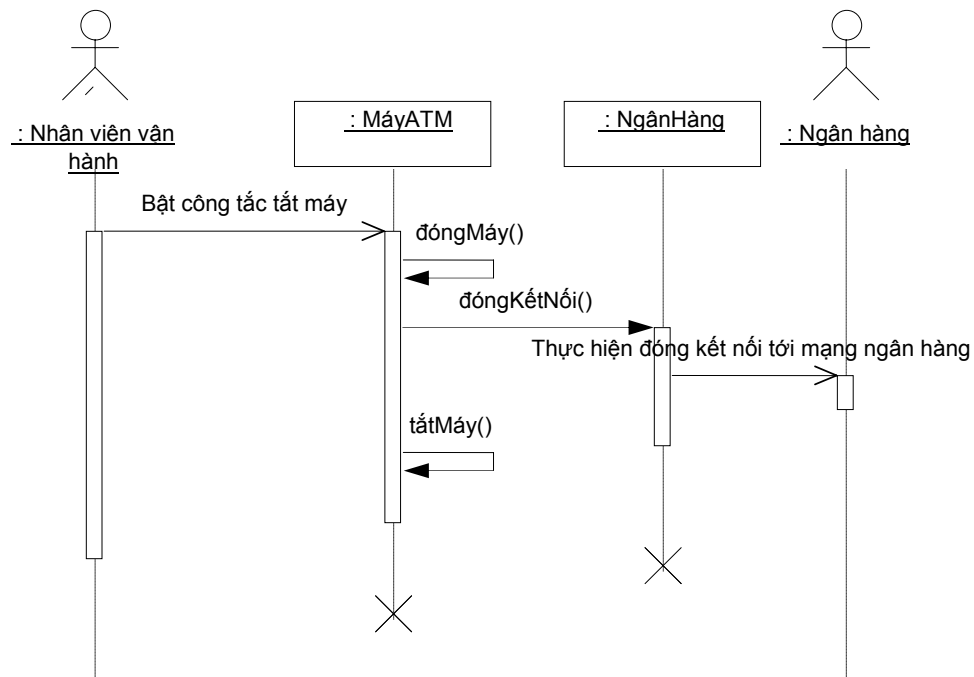 : Nhân viên vận
hành
: MáyATM
: NgânHàng
: Ngân hàng
Bật công tắc tắt máy
đóngMáy()
đóngKếtNối()
Thực hiện đóng kết nối tới mạng ngân hàng
tắtMáy()